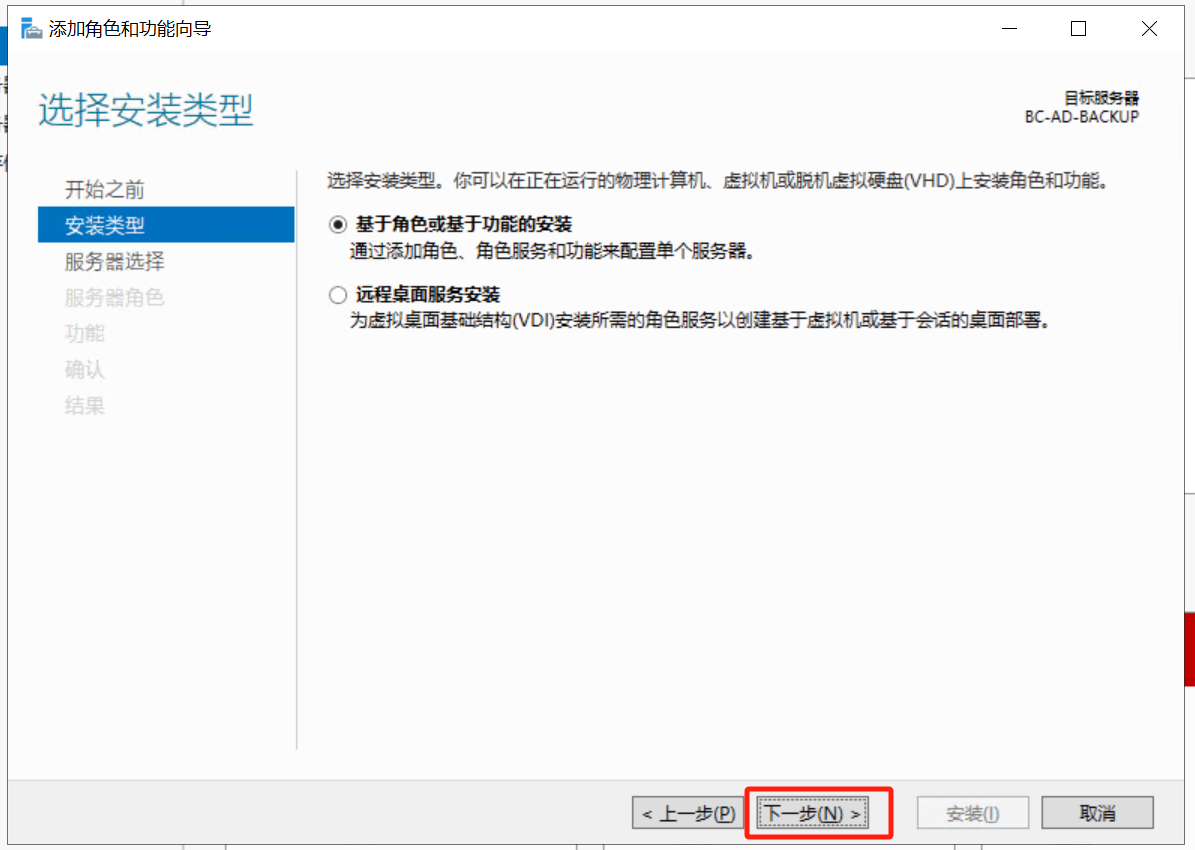 添加角色和功能向导
选择安装类型
目标服务器
BC-AD-BACKUP
开始之前
安装类型
服务器选择
服务器角色
功能
确认
结果
选择安装类型。你可以在正在运行的物理计算机、虚拟机或脱机虚拟硬盘(VHD)上安装角色和功能。
基于角色或基于功能的安装
通过添加角色、角色服务和功能来配置单个服务器。
远程桌面服务安装
为虚拟桌面基础结构(VDI)安装所需的角色服务以创建基于虚拟机或基于会话的桌面部署。
< 上一步(P)
下一步(N) >
安装(I)
取消